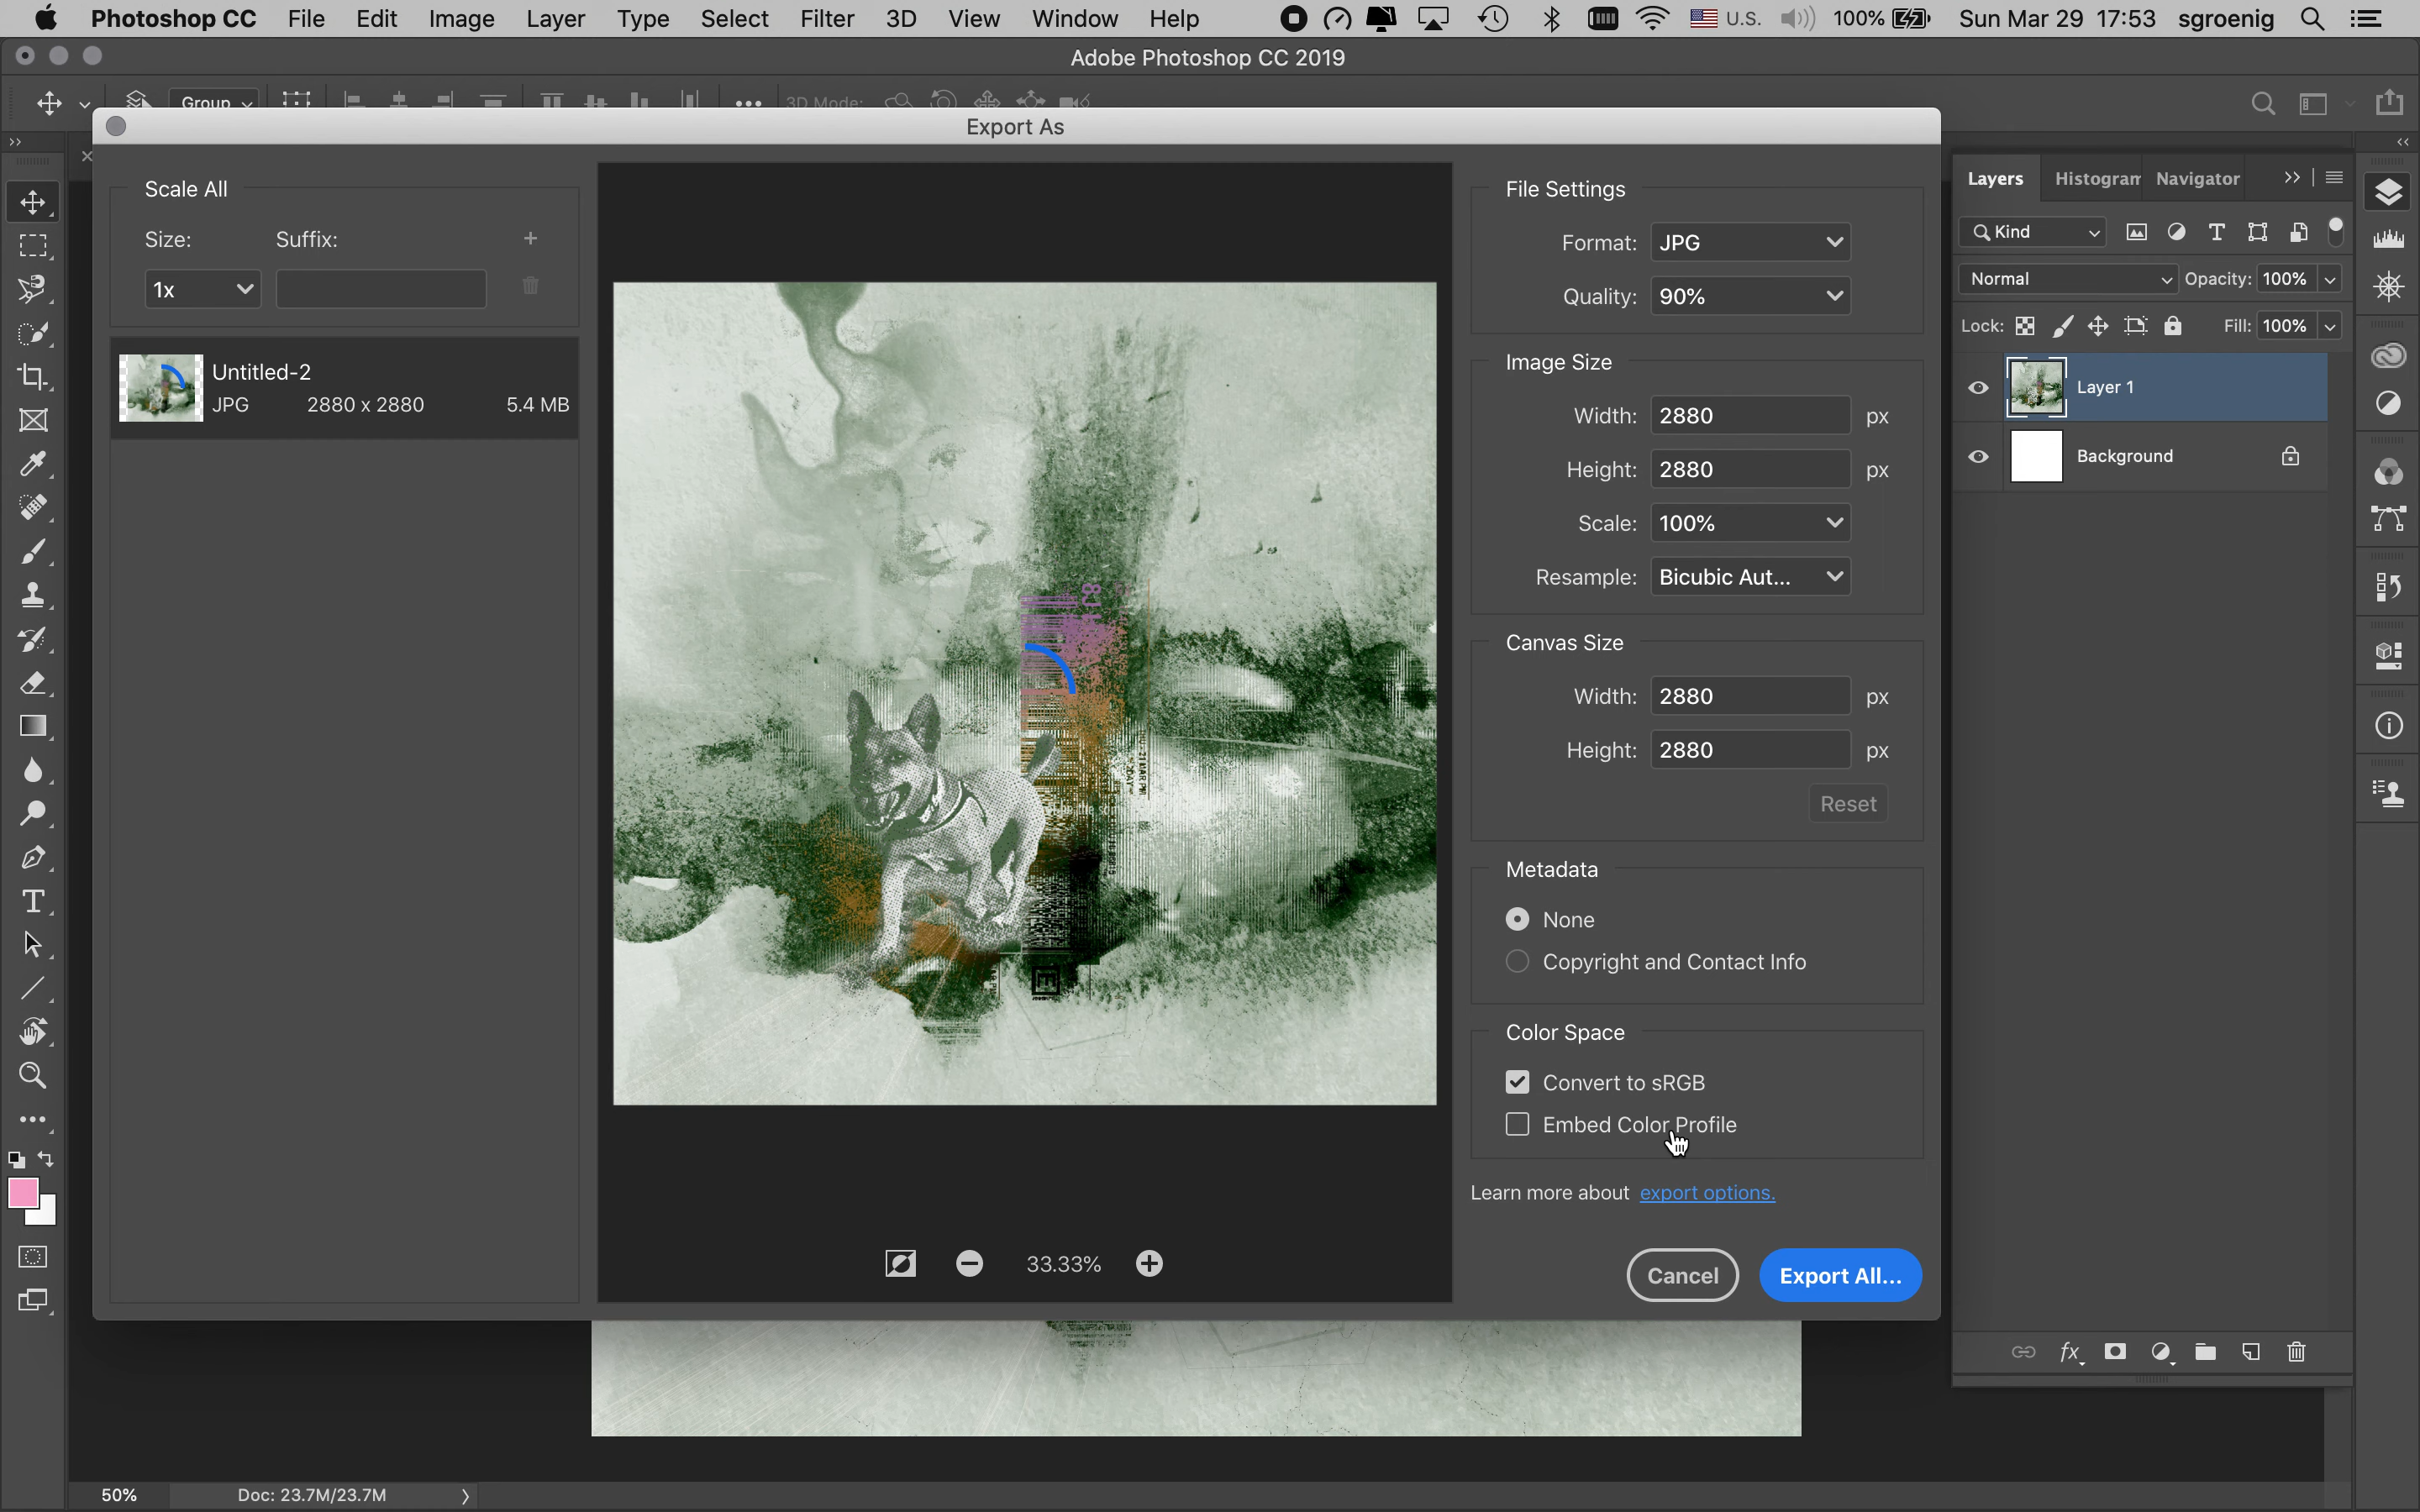 Photoshop CC File Edit Image Layer Type Select Filter 3D View Window Help U.S. 100% Sun Mar 29 17:53 sgroenig
Adobe Photoshop CC 2019
Group 3D Mode:
Export As
Scale All
Size: Suffix:
1x
Untitled-2
JPG 2880 x 2880 5.4 MB
File Settings
Format: JPG
Quality: 90%
Image Size
Width: 2880 px
Height: 2880 px
Scale: 100%
Resample: Bicubic Aut...
Canvas Size
Width: 2880 px
Height: 2880 px
Reset
Metadata
None
Copyright and Contact Info
Color Space
Convert to sRGB
Embed Color Profile
Learn more about export options.
33.33%
Cancel Export All...
Layers Histogram Navigator
Kind
Normal Opacity: 100%
Lock: Fill: 100%
Layer 1
Background
fx
50% Doc: 23.7M/23.7M